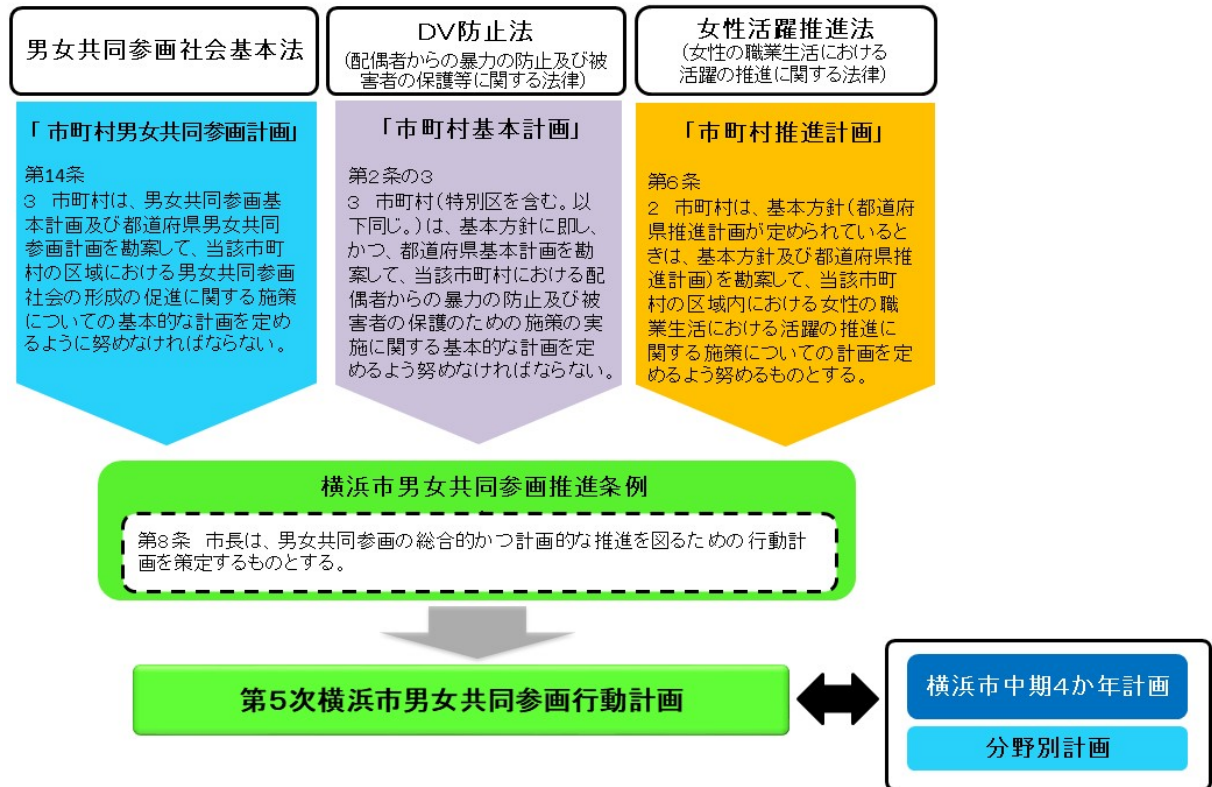 男女共同参画社会基本法
DV防止法
(配偶者からの暴力の防止及び被
害者の保護等に関する法律)
女性活躍推進法
(女性の職業生活における
活躍の推進に関する法律)
「市町村男女共同参画計画」
第14条
3 市町村は、男女共同参画基
本計画及び都道府県男女共同
参画計画を勘案して、当該市町
村の区域における男女共同参画
社会の形成の促進に関する施策
についての基本的な計画を定め
るように努めなければならない。
「市町村基本計画」
第2条の3
3 市町村(特別区を含む。以
下同じ。)は、基本方針に即し、
かつ、都道府県基本計画を勘
案して、当該市町村における配
偶者からの暴力の防止及び被
害者の保護のための施策の実
施に関する基本的な計画を定
めるよう努めなければならない。
「市町村推進計画」
第6条
2 市町村は、基本方針(都道府
県推進計画が定められていると
きは、基本方針及び都道府県推
進計画)を勘案して、当該市町
村の区域内における女性の職
業生活における活躍の推進に
関する施策についての計画を定
めるよう努めるものとする。
横浜市男女共同参画推進条例
第8条 市長は、男女共同参画の総合的かつ計画的な推進を図るための行動計
画を策定するものとする。
第5次横浜市男女共同参画行動計画
横浜市中期4か年計画
分野別計画